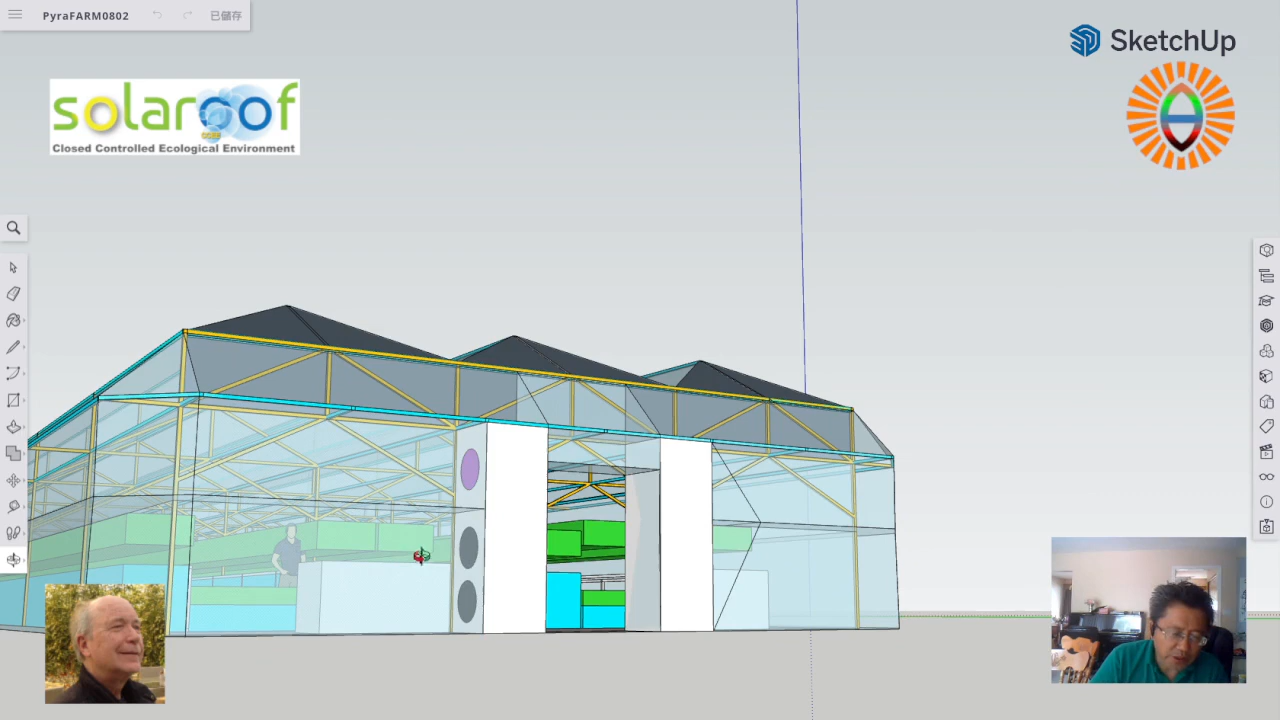 PyraFARM0802 已儲存
SketchUp
solaroof
Closed Controlled Ecological Environment